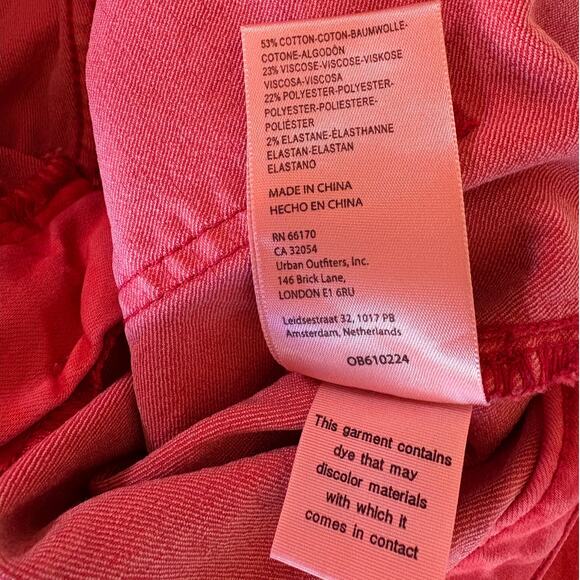 53% COTTON-COTON-BAUMWOLLE-
COTONE-ALGODÓN
23% VISCOSE-VISCOSE-VISKOSE
VISCOSA-VISCOSA
22% POLYESTER-POLYESTER-
POLYESTER-POLIESTERE-
POLIÉSTER
2% ELASTANE-ÉLASTHANNE
ELASTAN-ELASTAN
ELASTANO
MADE IN CHINA
HECHO EN CHINA
RN 66170
CA 32054
Urban Outfiters, Inc.
146 Brick Lane,
LONDON E1 6RU
Leidsestraat 32, 1017 PB
Amsterdam, Netherlands
OB610224
This garment contains
dye that may
discolor materials
with which it
comes in contact